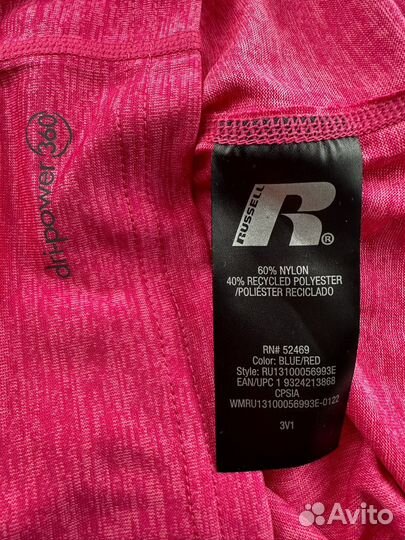 dri-power 360
RUSSELL
R®
60% NYLON
40% RECYCLED POLYESTER
/POLIÉSTER RECICLADO
RN# 52469
Color: BLUE/RED
Style: RU13100056993E
EAN/UPC 1 9324213868
CPSIA
WMRU13100056993E-0122
3V1
Avito